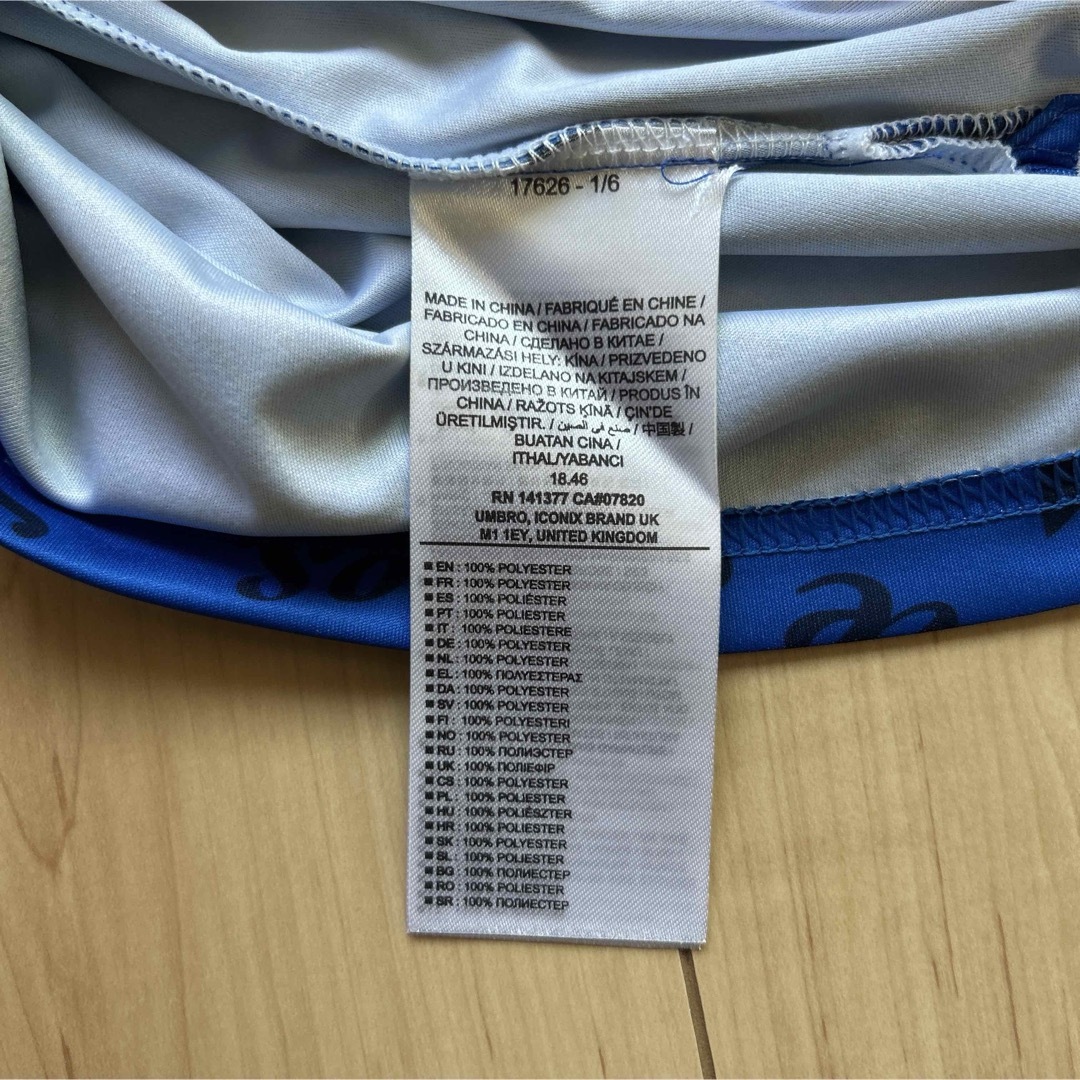 17626 - 1/6
MADE IN CHINA / FABRIQUÉ EN CHINE /
FABRICADO EN CHINA / FABRICADO NA
CHINA / СДЕЛАНО В КИТАЕ /
SZÁRMAZÁSI HELY: KÍNA / PRIZVEDENO
U KINI / IZDELANO NA KITAJSKEM /
ПРОИЗВЕДЕНО В КИТАЙ / PRODUS ÎN
CHINA / RAŽOTS ĶĪNĀ / ÇIN'DE
ÜRETILMIŞTIR. / صنع في الصين / 中国製 /
BUATAN CINA /
ITHAL/YABANCI
18.46
RN 141377 CA#07820
UMBRO, ICONIX BRAND UK
M1 1EY, UNITED KINGDOM
EN : 100% POLYESTER
FR : 100% POLYESTER
ES : 100% POLIÉSTER
PT : 100% POLIÉSTER
IT : 100% POLIESTERE
DE : 100% POLYESTER
NL : 100% POLYESTER
EL : 100% ΠΟΛΥΕΣΤΕΡΑΣ
DA : 100% POLYESTER
SV : 100% POLYESTER
FI : 100% POLYESTERI
NO : 100% POLYESTER
RU : 100% ПОЛИЭСТЕР
UK : 100% ПОЛІЕФІР
CS : 100% POLYESTER
PL : 100% POLIESTER
HU : 100% POLIÉSZTER
HR : 100% POLIESTER
SK : 100% POLYESTER
SL : 100% POLIESTER
BG : 100% ПОЛИЕСТЕР
RO : 100% POLIESTER
SR : 100% ПОЛИЕСТЕР